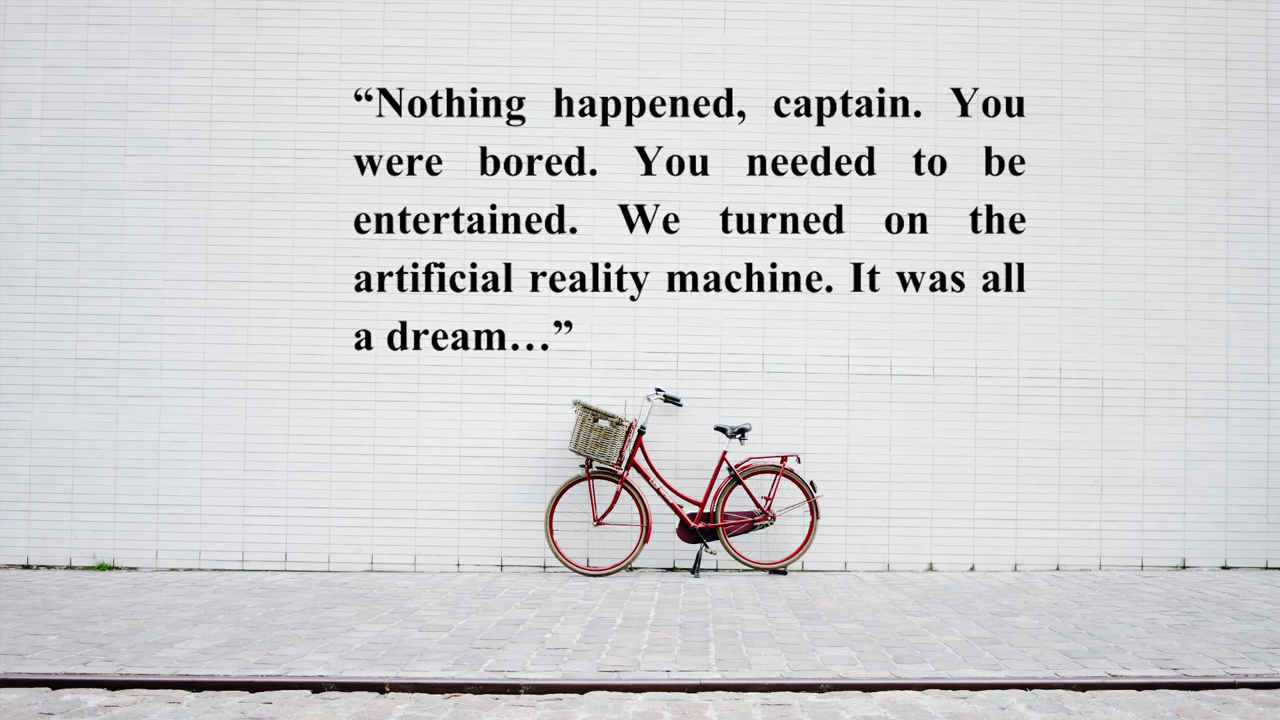 “Nothing happened, captain. You
were bored. You needed to be
entertained. We turned on the
artificial reality machine. It was all
a dream…”